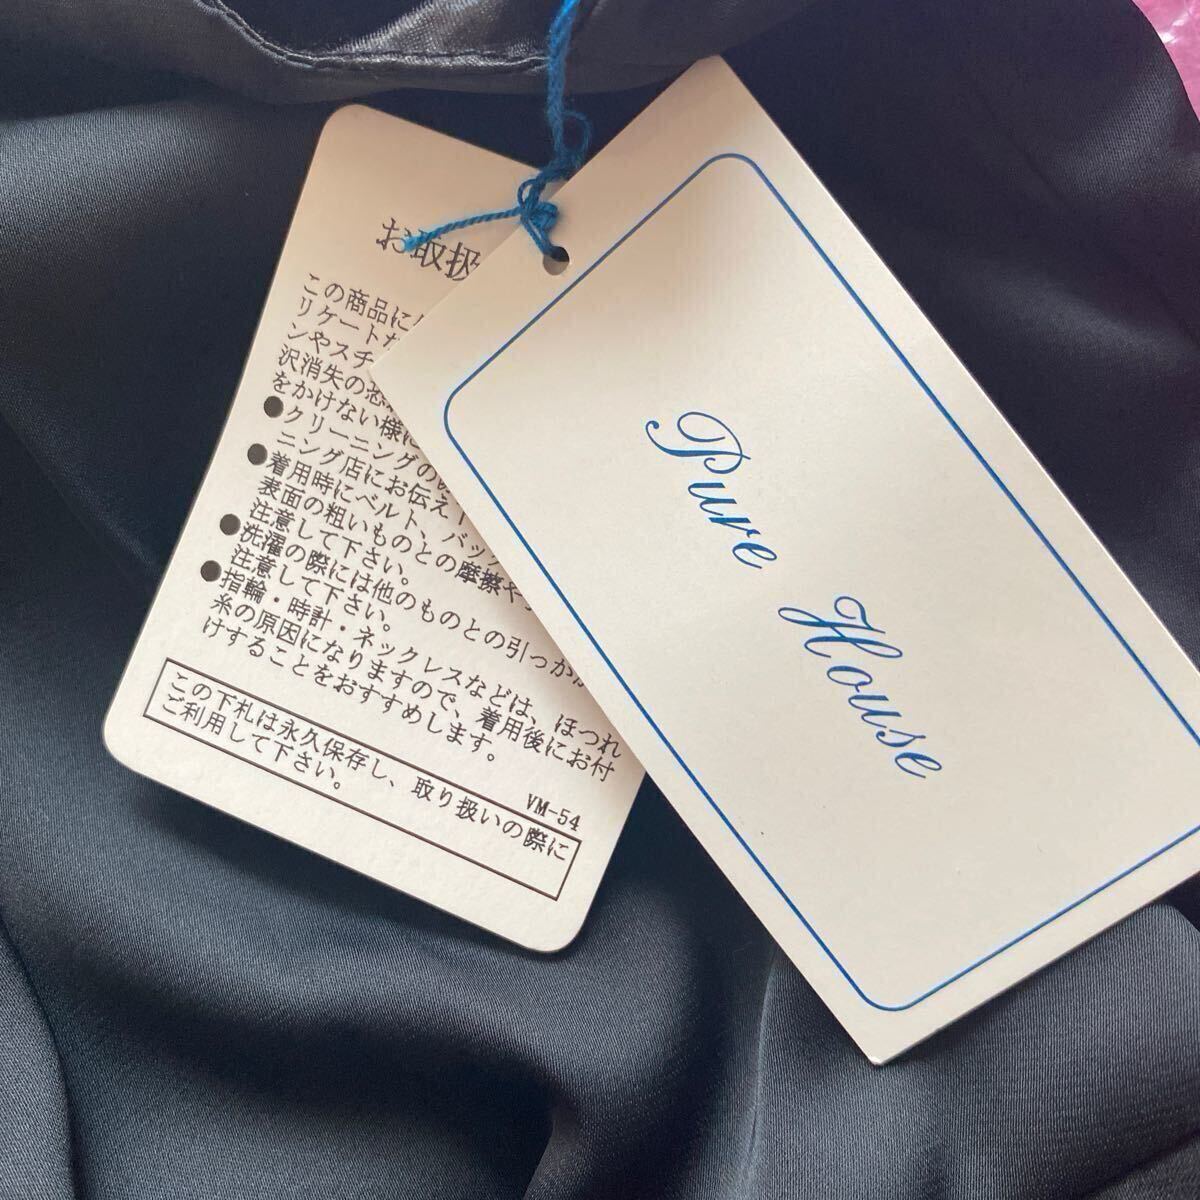 お取扱
この商品に
リケート
ンやスチ
沢消失の恐
をかけない様に
●クリーニングの
ニング店にお伝え下
●着用時にベルト、バッグ
表面の粗いものとの摩擦や
注意して下さい。
●洗濯の際には他のものとの引っかか
注意して下さい。
●指輪・時計・ネックレスなどは、ほつれ
糸の原因になりますので、着用後にお付
けすることをおすすめします。
VM-54
この下札は永久保存し、取り扱いの際に
ご利用して下さい。
Pure House